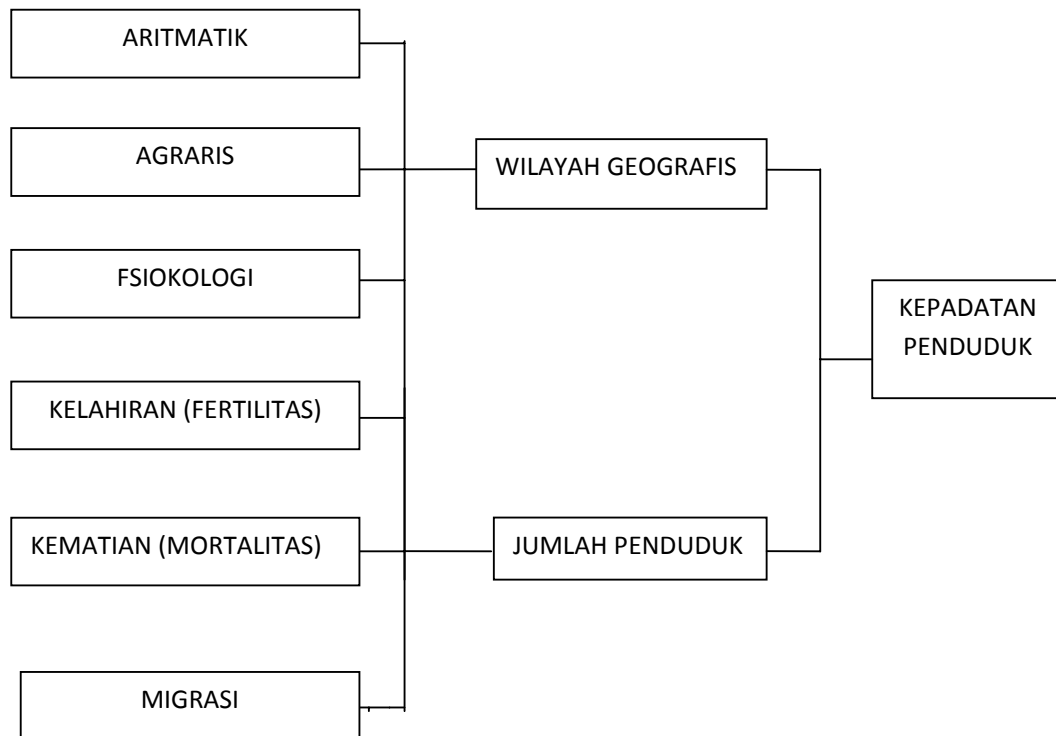 ARITMATIK
AGRARIS
FSIOKOLOGI
KELAHIRAN (FERTILITAS)
KEMATIAN (MORTALITAS)
MIGRASI
WILAYAH GEOGRAFIS
JUMLAH PENDUDUK
KEPADATAN
PENDUDUK